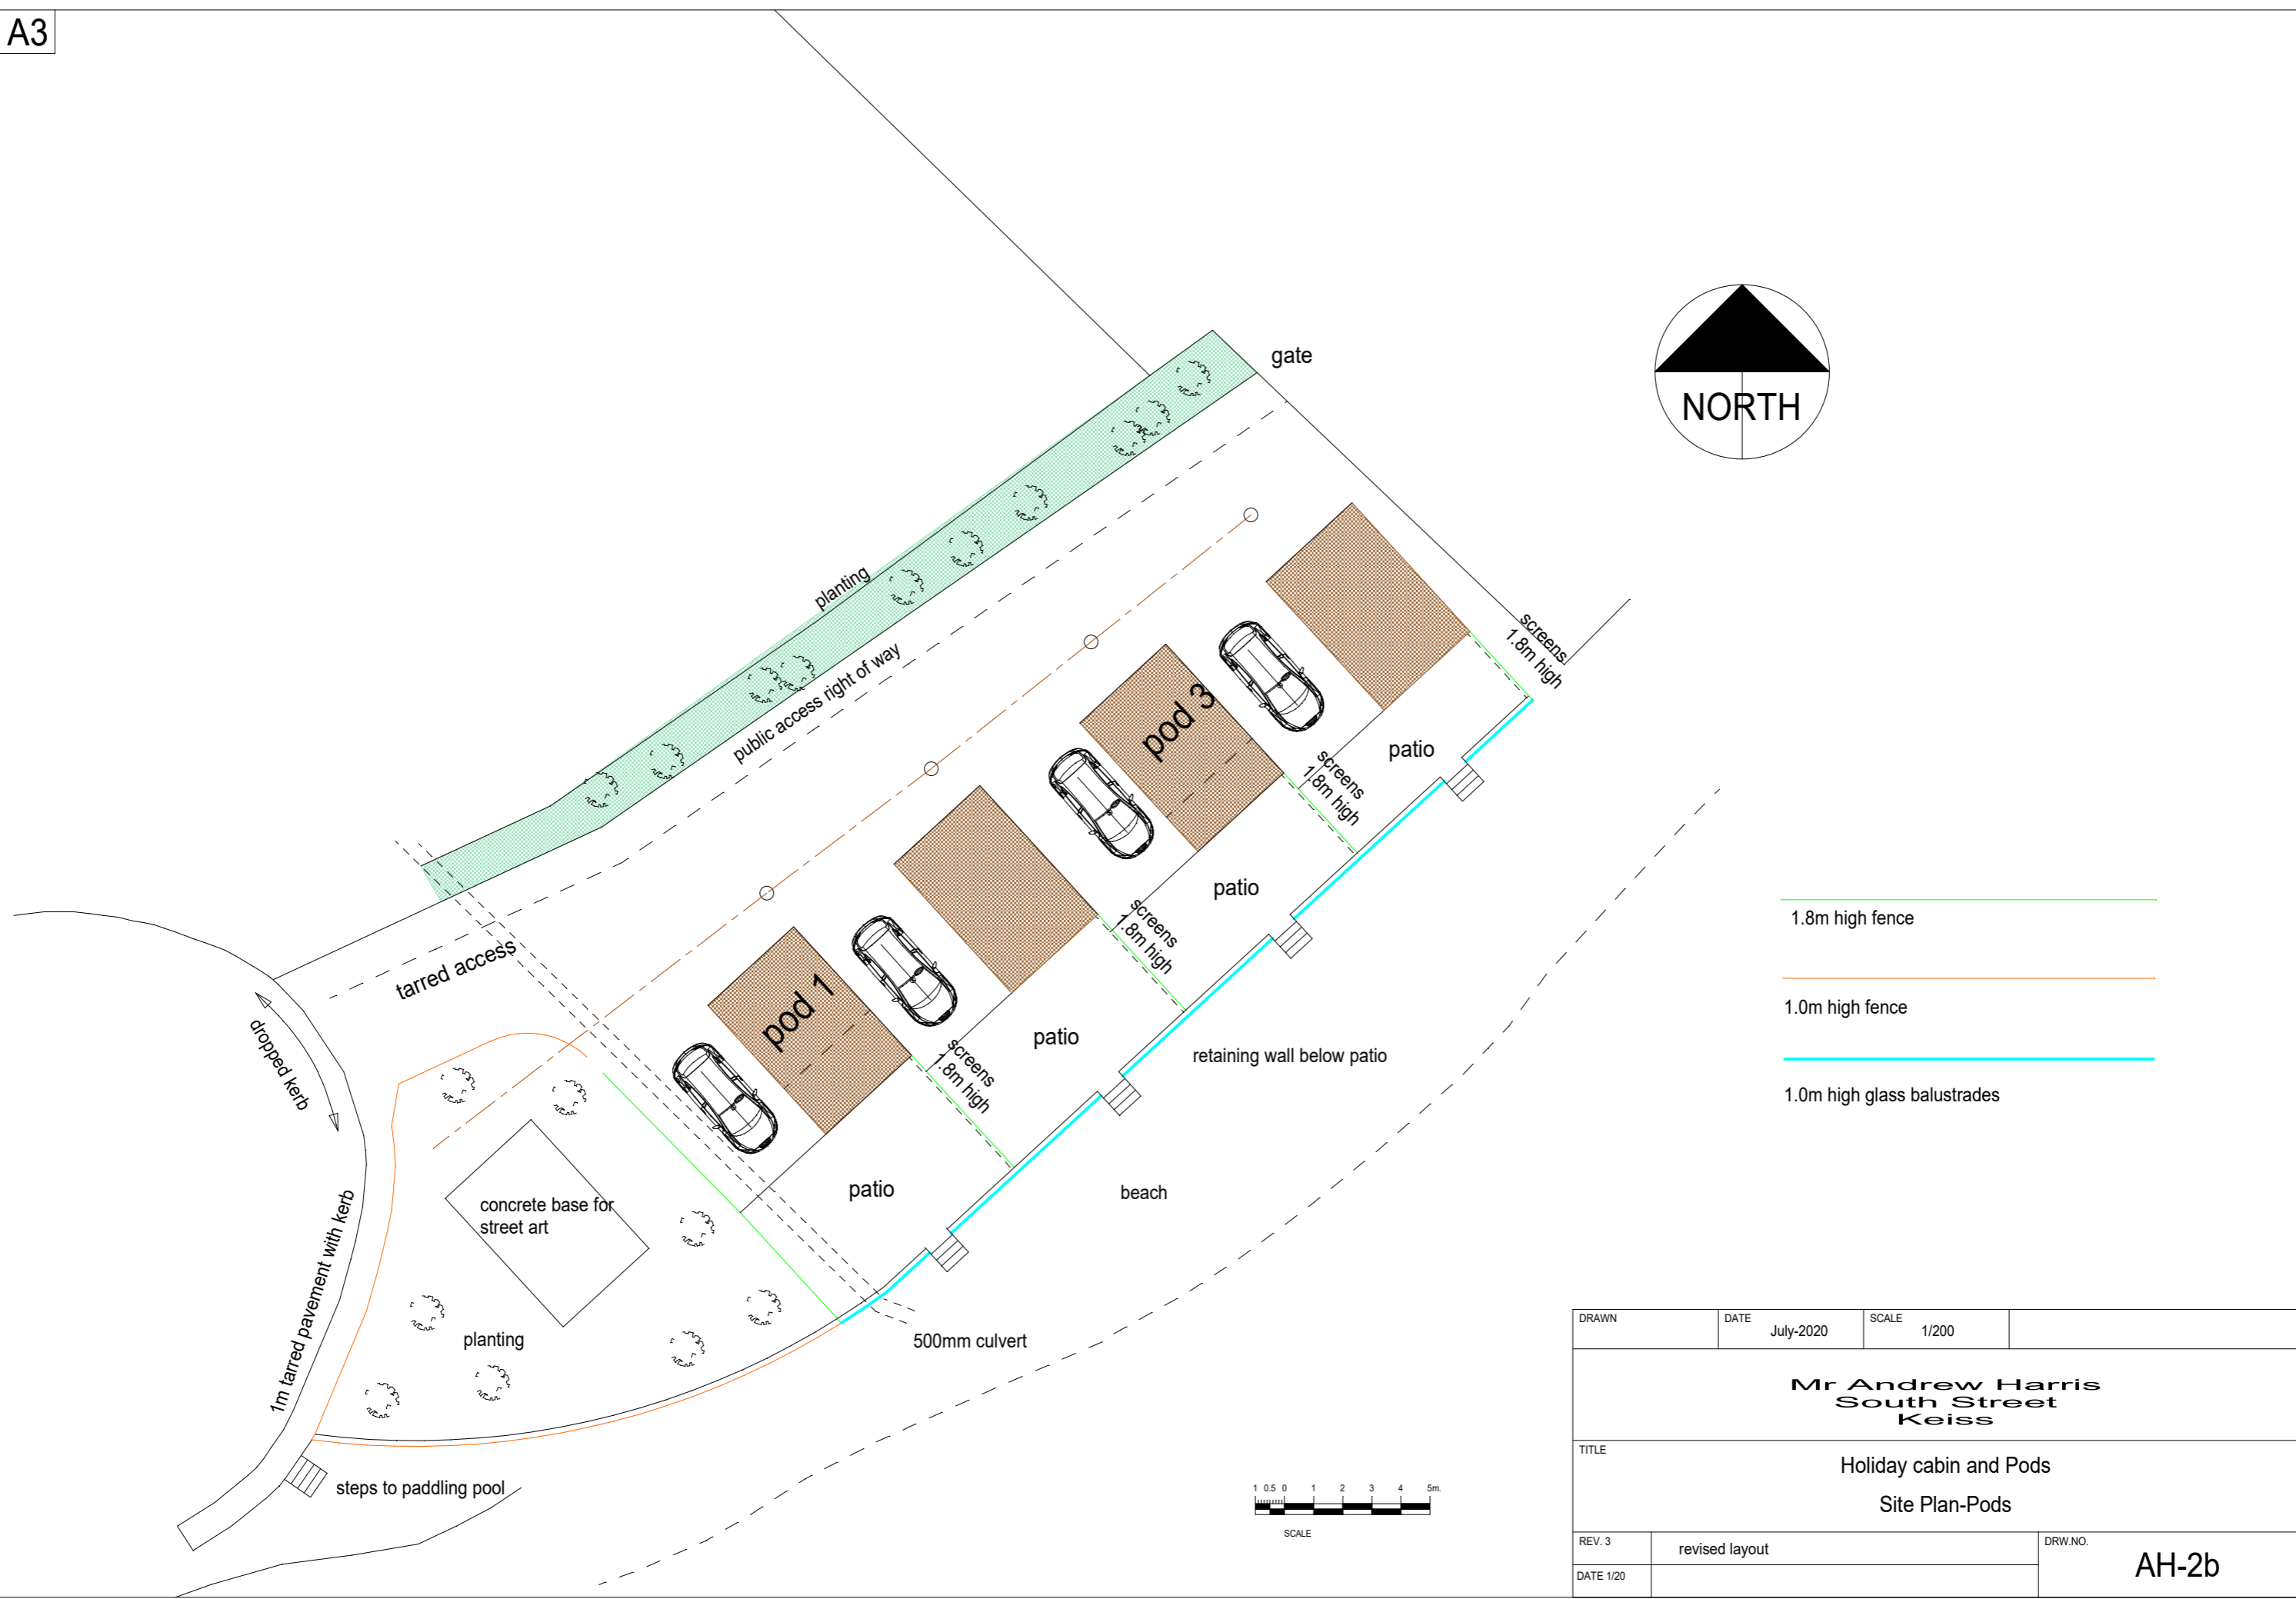 A3
gate
NORTH
planting
public access right of way
screens
1.8m high
pod 3
patio
screens
1.8m high
patio
screens
1.8m high
tarred access
pod 1
patio
screens
1.8m high
patio
dropped kerb
retaining wall below patio
beach
1.8m high fence
1.0m high fence
1.0m high glass balustrades
concrete base for
street art
1m tarred pavement with kerb
planting
500mm culvert
steps to paddling pool
1 0.5 0 1 2 3 4 5m.
SCALE
DRAWN
DATE
July-2020
SCALE
1/200
Mr Andrew Harris
South Street
Keiss
TITLE
Holiday cabin and Pods
Site Plan-Pods
REV. 3
revised layout
DRW.NO.
AH-2b
DATE 1/20